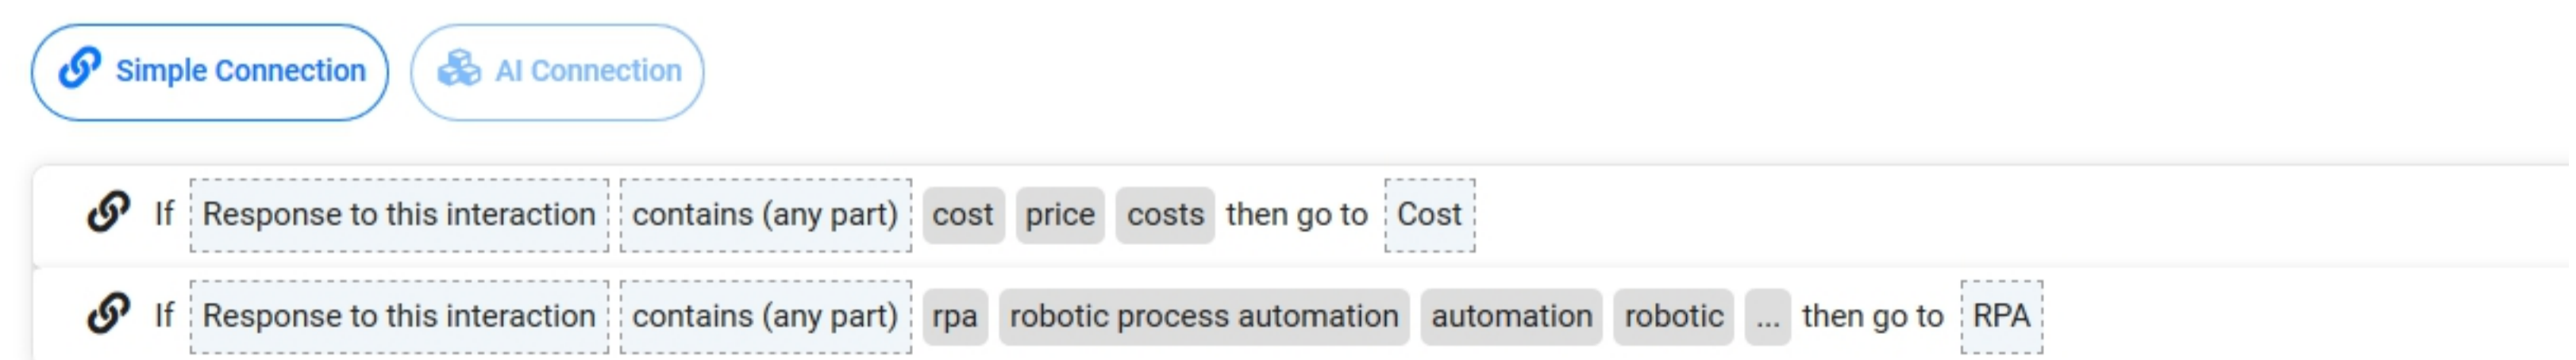 Simple Connection AI Connection
If Response to this interaction contains (any part) cost price costs then go to Cost
If Response to this interaction contains (any part) rpa robotic process automation automation robotic ... then go to RPA